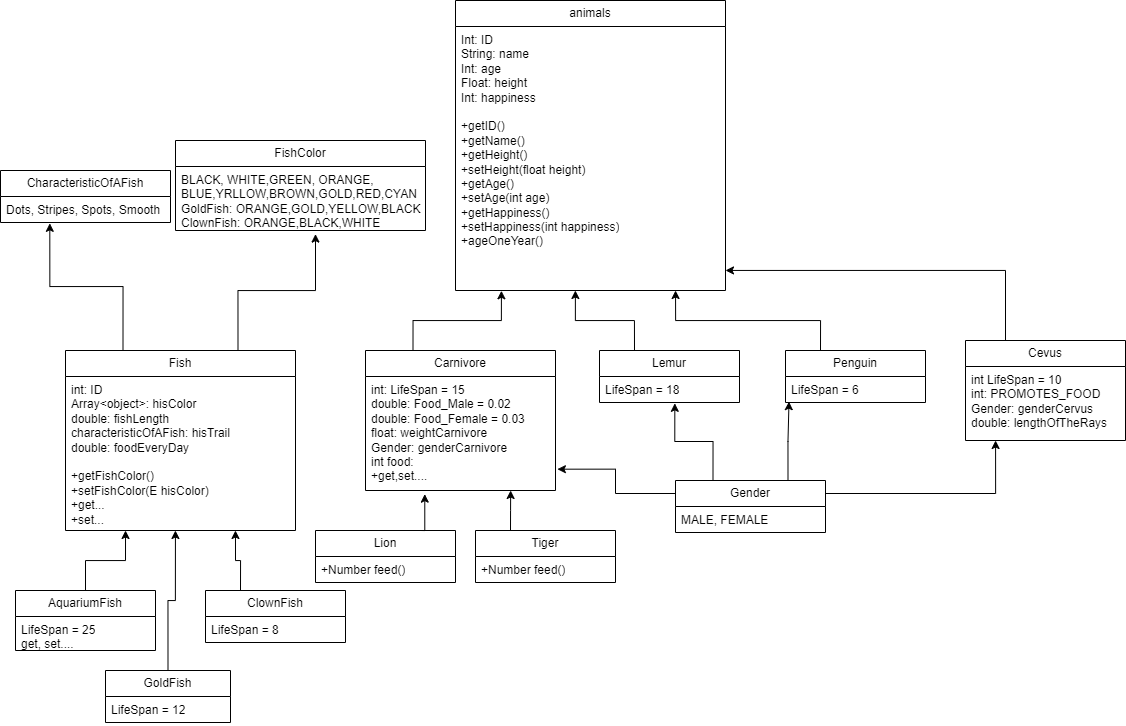 animals
Int: ID
String: name
Int: age
Float: height
Int: happiness
+getID()
+getName()
+getHeight()
+setHeight(float height)
+getAge()
+setAge(int age)
+getHappiness()
+setHappiness(int happiness)
+ageOneYear()
FishColor
BLACK, WHITE,GREEN, ORANGE,
BLUE,YRLLOW,BROWN,GOLD,RED,CYAN
GoldFish: ORANGE,GOLD,YELLOW,BLACK
ClownFish: ORANGE,BLACK,WHITE
CharacteristicOfAFish
Dots, Stripes, Spots, Smooth
Fish
int: ID
Array<object>: hisColor
double: fishLength
characteristicOfAFish: hisTrail
double: foodEveryDay
+getFishColor()
+setFishColor(E hisColor)
+get...
+set...
Carnivore
int: LifeSpan = 15
double: Food_Male = 0.02
double: Food_Female = 0.03
float: weightCarnivore
Gender: genderCarnivore
int food:
+get,set....
Lemur
LifeSpan = 18
Penguin
LifeSpan = 6
Cevus
int LifeSpan = 10
int: PROMOTES_FOOD
Gender: genderCervus
double: lengthOfTheRays
Gender
MALE, FEMALE
Lion
+Number feed()
Tiger
+Number feed()
AquariumFish
LifeSpan = 25
get, set....
ClownFish
LifeSpan = 8
GoldFish
LifeSpan = 12